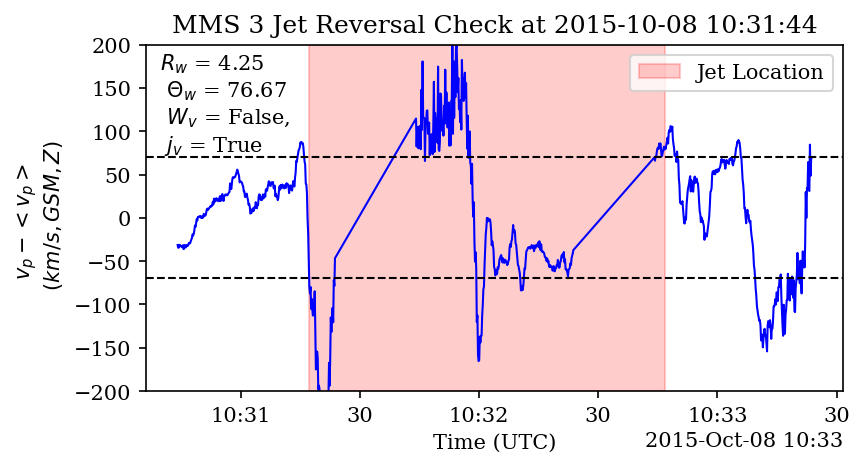 MMS 3 Jet Reversal Check at 2015-10-08 10:31:44
R_w = 4.25
Θ_w = 76.67
W_v = False,
j_v = True
Jet Location
v_p − < v_p >
(km/s, GSM, Z)
200
150
100
50
0
−50
−100
−150
−200
10:31
30
10:32
30
10:33
30
Time (UTC)
2015-Oct-08 10:33